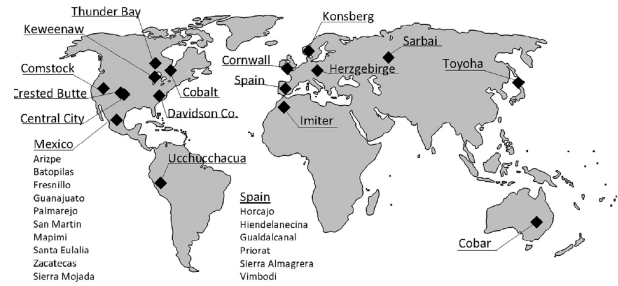 Thunder Bay
Keweenaw
Comstock
Crested Butte
Central City
Mexico
Arizpe
Batopilas
Fresnillo
Guanajuato
Palmarejo
San Martin
Mapimi
Santa Eulalia
Zacatecas
Sierra Mojada
Cobalt
Davidson Co.
Ucchucchacua
Konsberg
Cornwall
Spain
Herzgebirge
Sarbai
Toyoha
Imiter
Spain
Horcajo
Hiendelanecina
Gualdalcanal
Priorat
Sierra Almagrera
Vimbodi
Cobar